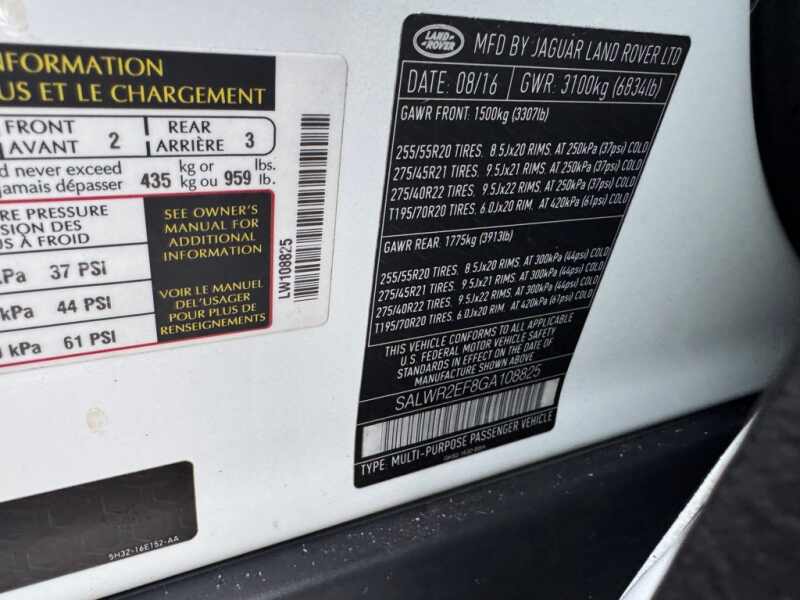 NFORMATION
US ET LE CHARGEMENT
FRONT
AVANT 2
REAR
ARRIÈRE 3
d never exceed
jamais dépasser 435 kg or
kg ou 959 lbs.
lb.
RE PRESSURE
SION DES
S À FROID
kPa 37 PSI
kPa 44 PSI
kPa 61 PSI
SEE OWNER'S
MANUAL FOR
ADDITIONAL
INFORMATION
VOIR LE MANUEL
DEL'USAGER
POUR PLUS DE
RENSEIGNEMENTS
LW108825
5H32-16E152-AA
LAND
ROVER
MFD BY JAGUAR LAND ROVER LTD
DATE: 08/16 GWR: 3100kg (6834lb)
GAWR FRONT: 1500kg (3307lb)
255/55R20 TIRES. 8.5Jx20 RIMS. AT 250kPa (37psi) COLD
275/45R21 TIRES. 9.5Jx21 RIMS. AT 250kPa (37psi) COLD
275/40R22 TIRES. 9.5Jx22 RIMS. AT 250kPa (37psi) COLD
T195/70R20 TIRES. 6.0Jx20 RIM. AT 420kPa (61psi) COLD
GAWR REAR: 1775kg (3913lb)
255/55R20 TIRES. 8.5Jx20 RIMS. AT 300kPa (44psi) COLD
275/45R21 TIRES. 9.5Jx21 RIMS. AT 300kPa (44psi) COLD
275/40R22 TIRES. 9.5Jx22 RIMS. AT 300kPa (44psi) COLD
T195/70R20 TIRES. 6.0Jx20 RIM. AT 420kPa (61psi) COLD
THIS VEHICLE CONFORMS TO ALL APPLICABLE
U.S. FEDERAL MOTOR VEHICLE SAFETY
STANDARDS IN EFFECT ON THE DATE OF
MANUFACTURE SHOWN ABOVE.
SALWR2EF8GA108825
TYPE: MULTI-PURPOSE PASSENGER VEHICLE